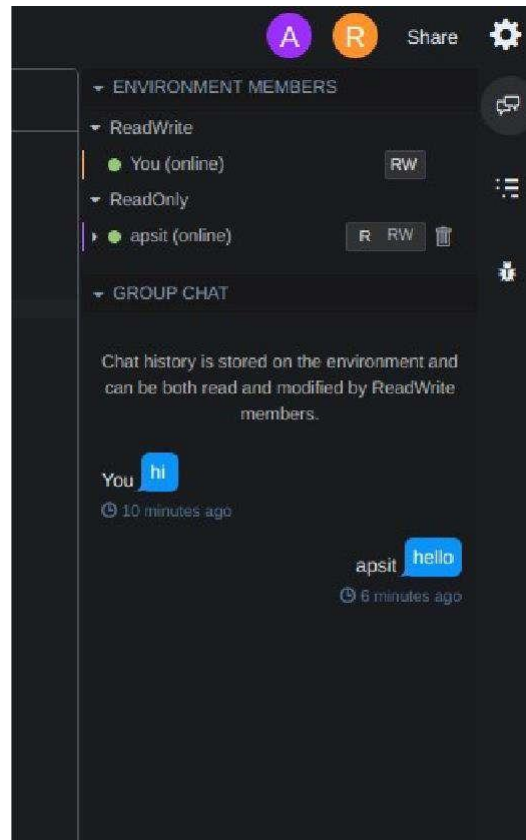 A R Share
ENVIRONMENT MEMBERS
ReadWrite
You (online) RW
ReadOnly
apsit (online) R RW
GROUP CHAT
Chat history is stored on the environment and
can be both read and modified by ReadWrite
members.
You hi
10 minutes ago
apsit hello
6 minutes ago